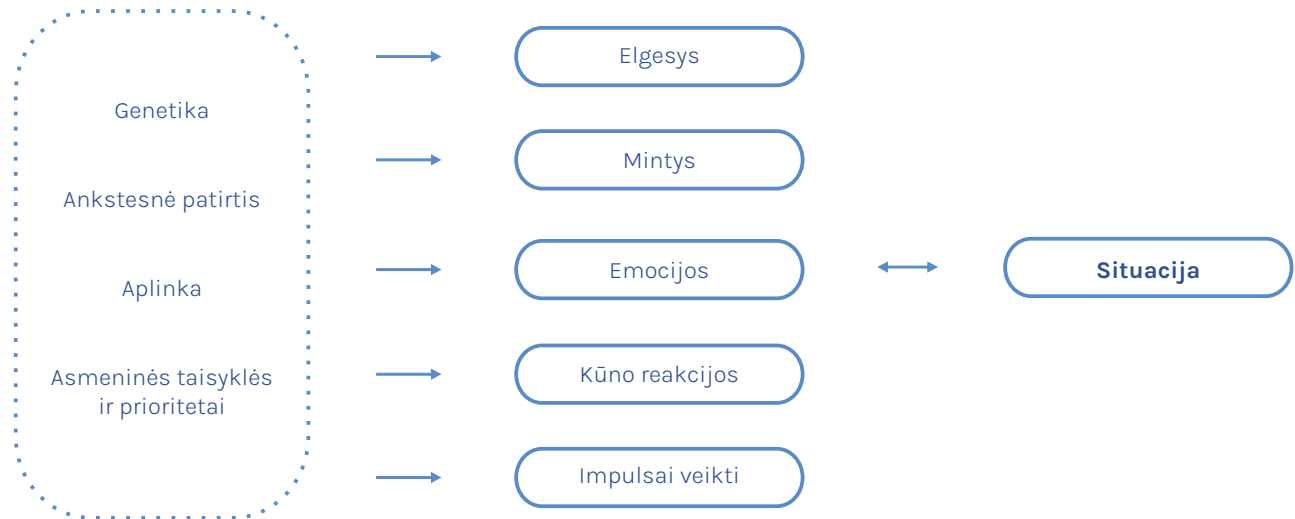 Genetika
Ankstesnė patirtis
Aplinka
Asmeninės taisyklės
ir prioritetai
Elgesys
Mintys
Emocijos
Kūno reakcijos
Impulsai veikti
Situacija